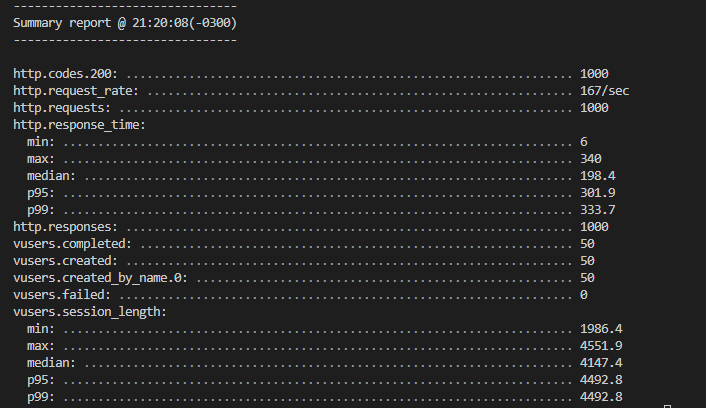 --------------------------------
Summary report @ 21:20:08(-0300)
--------------------------------
http.codes.200: ................................................................ 1000
http.request_rate: ............................................................. 167/sec
http.requests: ................................................................. 1000
http.response_time:
  min: ......................................................................... 6
  max: ......................................................................... 340
  median: ...................................................................... 198.4
  p95: ......................................................................... 301.9
  p99: ......................................................................... 333.7
http.responses: ................................................................ 1000
vusers.completed: .............................................................. 50
vusers.created: ................................................................ 50
vusers.created_by_name.0: ...................................................... 50
vusers.failed: ................................................................. 0
vusers.session_length:
  min: ......................................................................... 1986.4
  max: ......................................................................... 4551.9
  median: ...................................................................... 4147.4
  p95: ......................................................................... 4492.8
  p99: ......................................................................... 4492.8